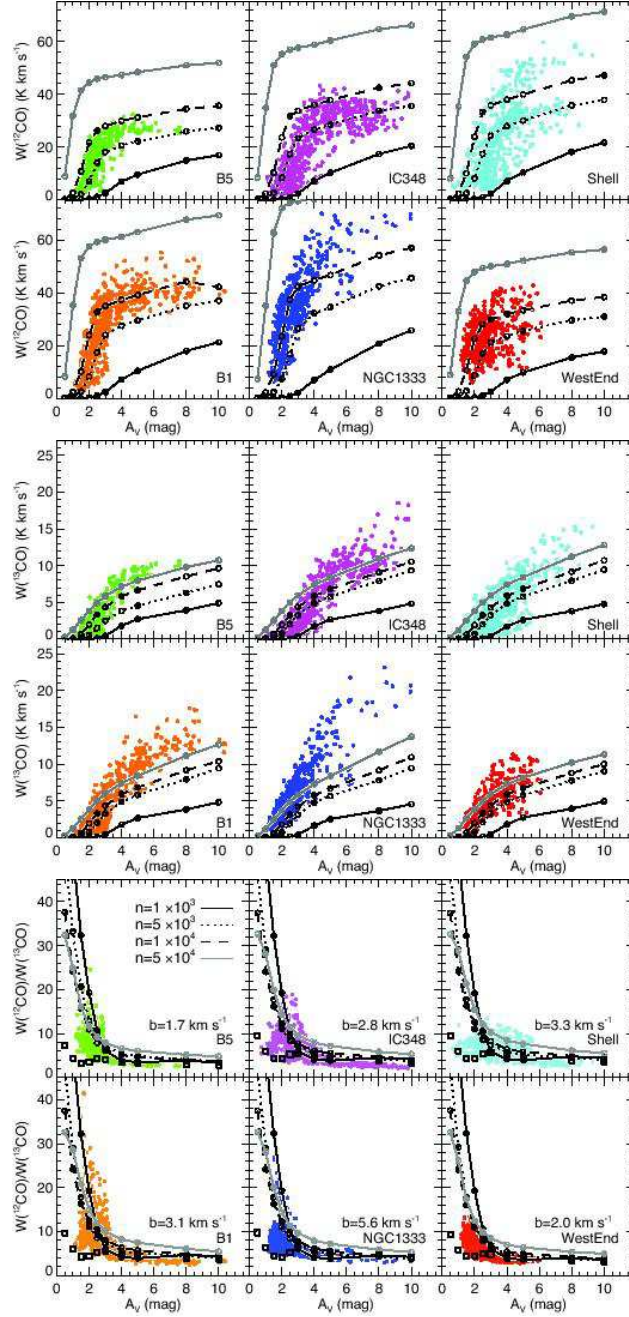 W(¹²CO) (K km s⁻¹)
60
40
20
0
B5
IC348
Shell
W(¹²CO) (K km s⁻¹)
60
40
20
0
B1
NGC1333
WestEnd
0 2 4 6 8 10
0 2 4 6 8 10
0 2 4 6 8 10
A_V (mag)
A_V (mag)
A_V (mag)
W(¹³CO) (K km s⁻¹)
25
20
15
10
5
0
B5
IC348
Shell
W(¹³CO) (K km s⁻¹)
25
20
15
10
5
0
B1
NGC1333
WestEnd
0 2 4 6 8 10
0 2 4 6 8 10
0 2 4 6 8 10
A_V (mag)
A_V (mag)
A_V (mag)
W(¹²CO)/W(¹³CO)
40
30
20
10
0
n=1 ×10³
n=5 ×10³
n=1 ×10⁴
n=5 ×10⁴
b=1.7 km s⁻¹
B5
b=2.8 km s⁻¹
IC348
b=3.3 km s⁻¹
Shell
W(¹²CO)/W(¹³CO)
40
30
20
10
0
b=3.1 km s⁻¹
B1
b=5.6 km s⁻¹
NGC1333
b=2.0 km s⁻¹
WestEnd
0 2 4 6 8 10
0 2 4 6 8 10
0 2 4 6 8 10
A_V (mag)
A_V (mag)
A_V (mag)